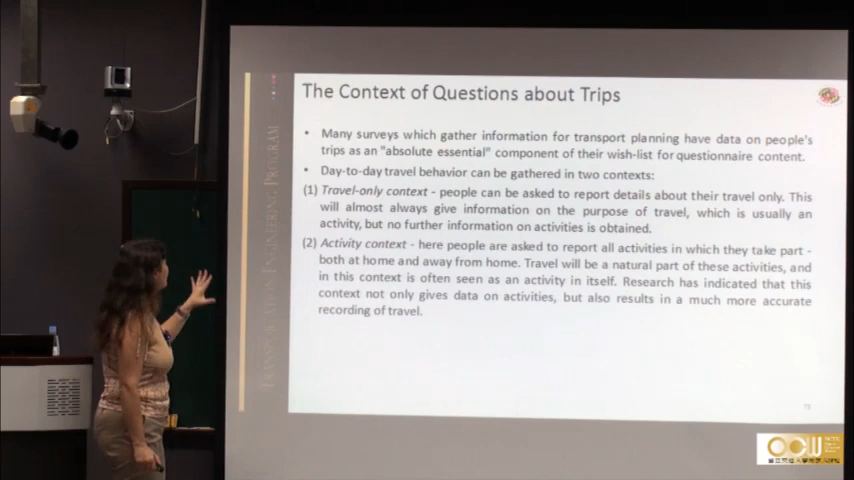 The Context of Questions about Trips
• Many surveys which gather information for transport planning have data on people's
trips as an "absolute essential" component of their wish-list for questionnaire content.
• Day-to-day travel behavior can be gathered in two contexts:
(1) Travel-only context - people can be asked to report details about their travel only. This
will almost always give information on the purpose of travel, which is usually an
activity, but no further information on activities is obtained.
(2) Activity context - here people are asked to report all activities in which they take part -
both at home and away from home. Travel will be a natural part of these activities, and
in this context is often seen as an activity in itself. Research has indicated that this
context not only gives data on activities, but also results in a much more accurate
recording of travel.
TRANSPORTATION ENGINEERING PROGRAM
OCW